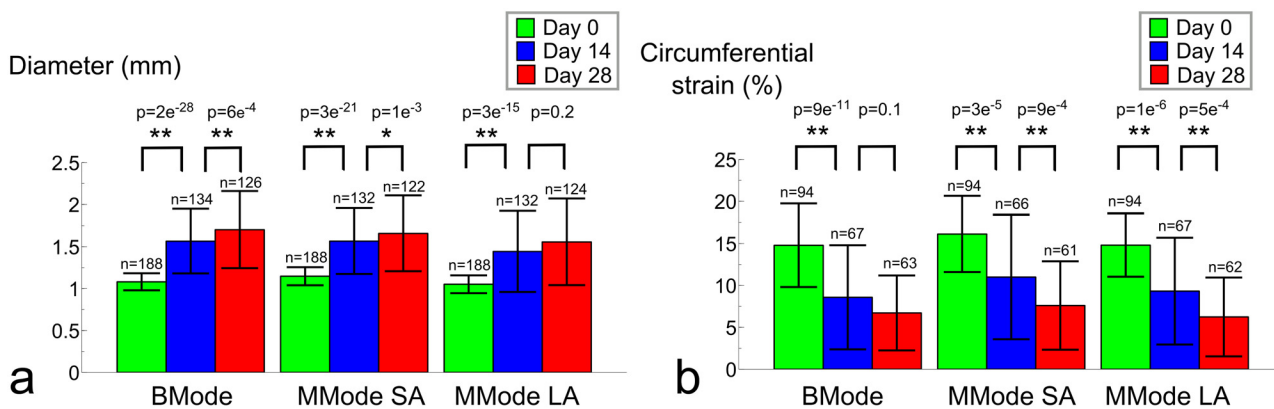 Day 0
Day 14
Day 28
Diameter (mm)
p=2e⁻²⁸ p=6e⁻⁴ p=3e⁻²¹ p=1e⁻³ p=3e⁻¹⁵ p=0.2
** ** ** * **
2.5
2
1.5
1
0.5
0
n=188 n=134 n=126 n=188 n=132 n=122 n=188 n=132 n=124
a
BMode MMode SA MMode LA
Day 0
Day 14
Day 28
Circumferential
strain (%)
p=9e⁻¹¹ p=0.1 p=3e⁻⁵ p=9e⁻⁴ p=1e⁻⁶ p=5e⁻⁴
** ** ** ** **
25
20
15
10
5
0
n=94 n=67 n=63 n=94 n=66 n=61 n=94 n=67 n=62
b
BMode MMode SA MMode LA